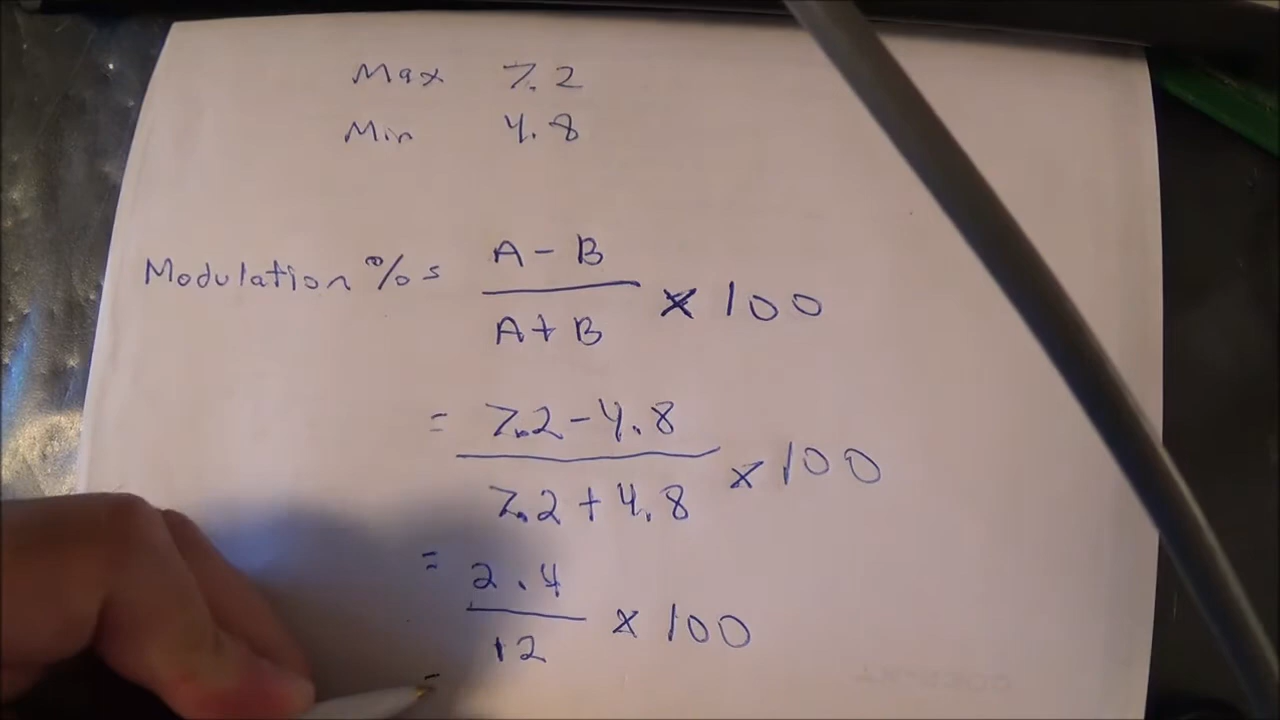 Max 7.2
Min 4.8
Modulation %s A - B
A + B
x 100
= 7.2 - 4.8
7.2 + 4.8
x 100
= 2.4
12
x 100
=